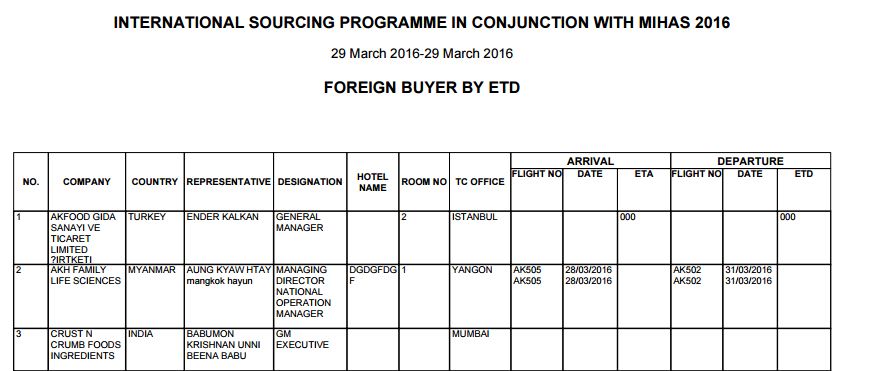 INTERNATIONAL SOURCING PROGRAMME IN CONJUNCTION WITH MIHAS 2016
29 March 2016-29 March 2016
FOREIGN BUYER BY ETD
ARRIVAL DEPARTURE
NO. COMPANY COUNTRY REPRESENTATIVE DESIGNATION HOTEL NAME ROOM NO TC OFFICE FLIGHT NO DATE ETA FLIGHT NO DATE ETD
1 AKFOOD GIDA TURKEY ENDER KALKAN GENERAL 2 ISTANBUL 000 000
SANAYI VE MANAGER
TICARET
LIMITED
?IRTKETI
2 AKH FAMILY MYANMAR AUNG KYAW HTAY MANAGING DGDGFDG 1 YANGON AK505 28/03/2016 AK502 31/03/2016
LIFE SCIENCES mangkok hayun DIRECTOR F AK505 28/03/2016 AK502 31/03/2016
NATIONAL
OPERATION
MANAGER
3 CRUST N INDIA BABUMON GM MUMBAI
CRUMB FOODS KRISHNAN UNNI EXECUTIVE
INGREDIENTS BEENA BABU